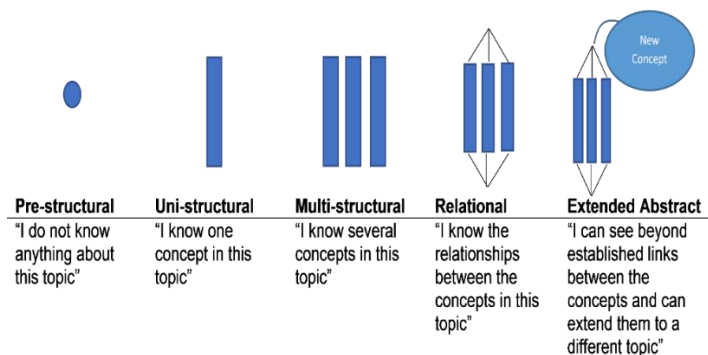 New
Concept
Pre-structural
"I do not know
anything about
this topic"
Uni-structural
"I know one
concept in this
topic"
Multi-structural
"I know several
concepts in this
topic"
Relational
"I know the
relationships
between the
concepts in this
topic"
Extended Abstract
"I can see beyond
established links
between the
concepts and can
extend them to a
different topic"